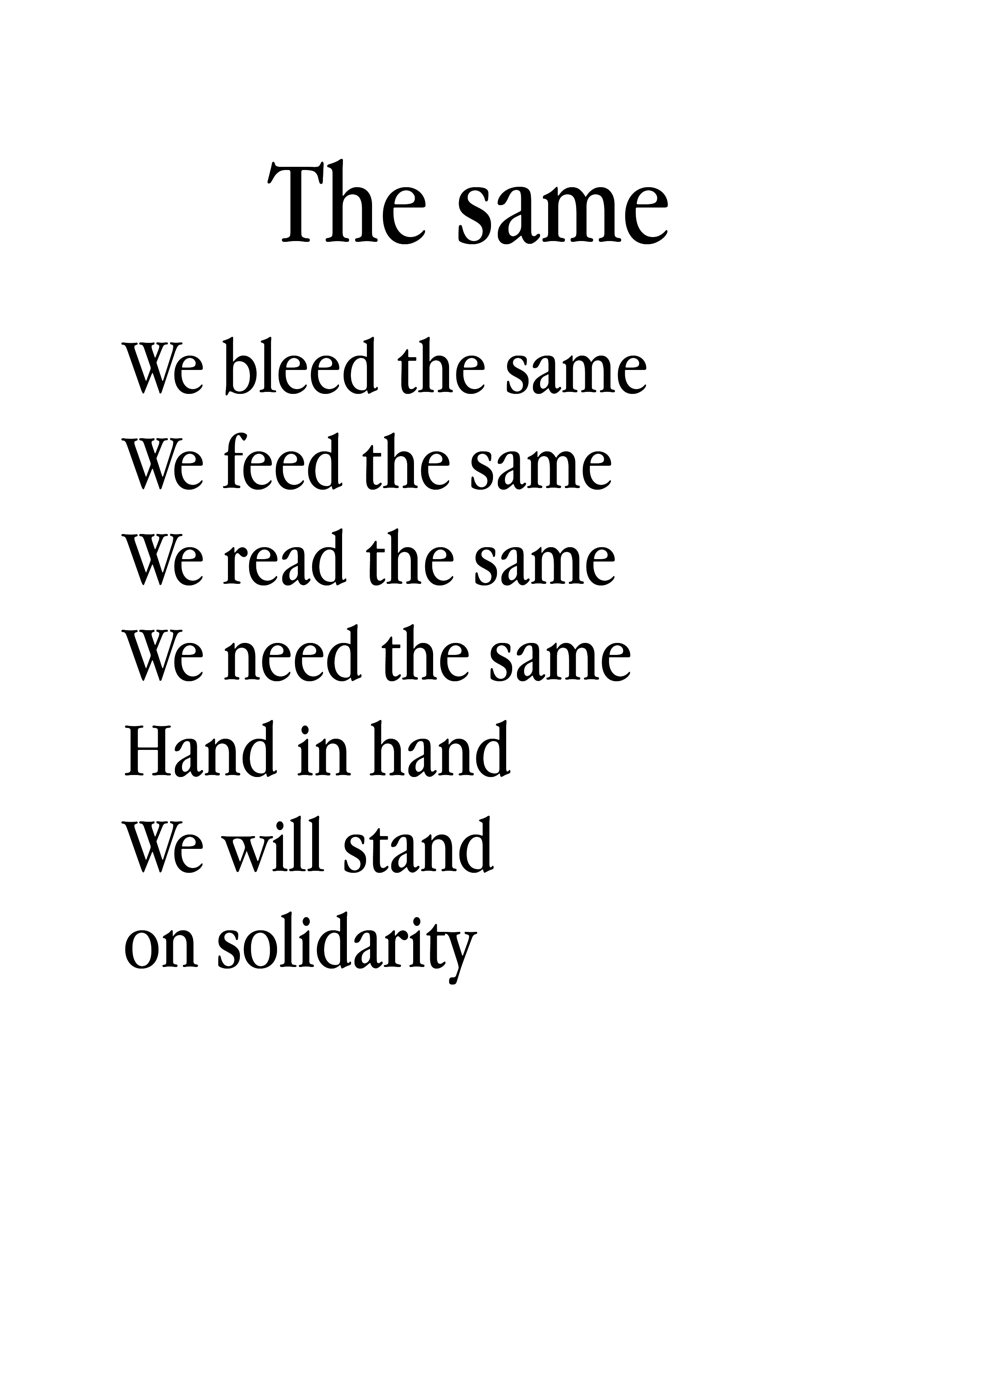 The same
We bleed the same
We feed the same
We read the same
We need the same
Hand in hand
We will stand
on solidarity